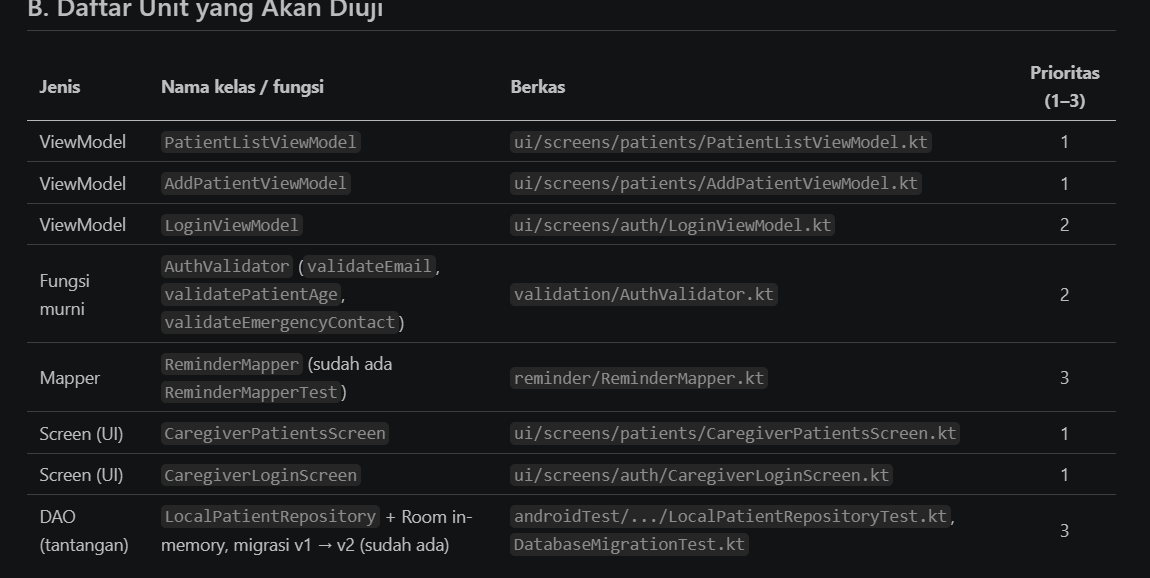 B. Daftar Unit yang Akan Diuji
Jenis Nama kelas / fungsi Berkas Prioritas
(1–3)
ViewModel PatientListViewModel ui/screens/patients/PatientListViewModel.kt 1
ViewModel AddPatientViewModel ui/screens/patients/AddPatientViewModel.kt 1
ViewModel LoginViewModel ui/screens/auth/LoginViewModel.kt 2
Fungsi
murni
AuthValidator (validateEmail,
validatePatientAge,
validateEmergencyContact)
validation/AuthValidator.kt
2
Mapper
ReminderMapper (sudah ada
ReminderMapperTest)
reminder/ReminderMapper.kt
3
Screen (UI) CaregiverPatientsScreen ui/screens/patients/CaregiverPatientsScreen.kt 1
Screen (UI) CaregiverLoginScreen ui/screens/auth/CaregiverLoginScreen.kt 1
DAO
(tantangan)
LocalPatientRepository + Room in-
memory, migrasi v1 → v2 (sudah ada)
androidTest/.../LocalPatientRepositoryTest.kt,
DatabaseMigrationTest.kt
3